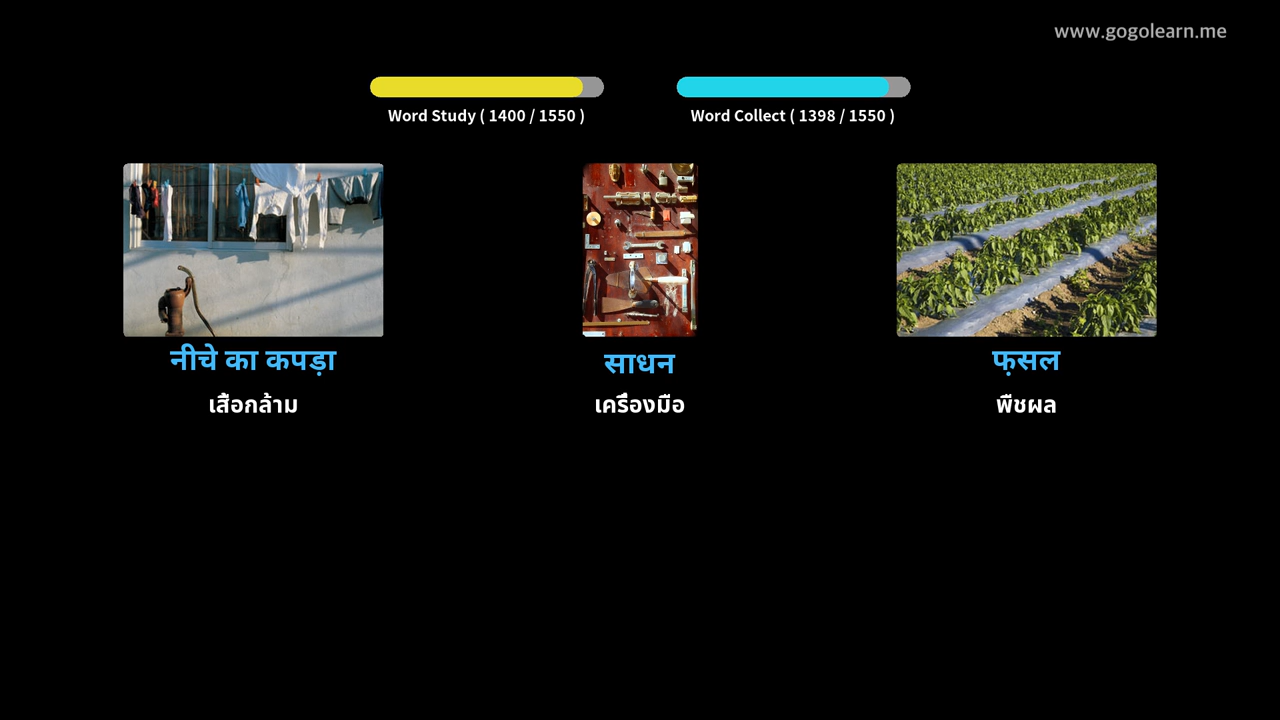 www.gogolearn.me
Word Study ( 1400 / 1550 )
Word Collect ( 1398 / 1550 )
नीचे का कपड़ा
साधन
फ़सल
เสื้อกล้าม
เครื่องมือ
พืชผล